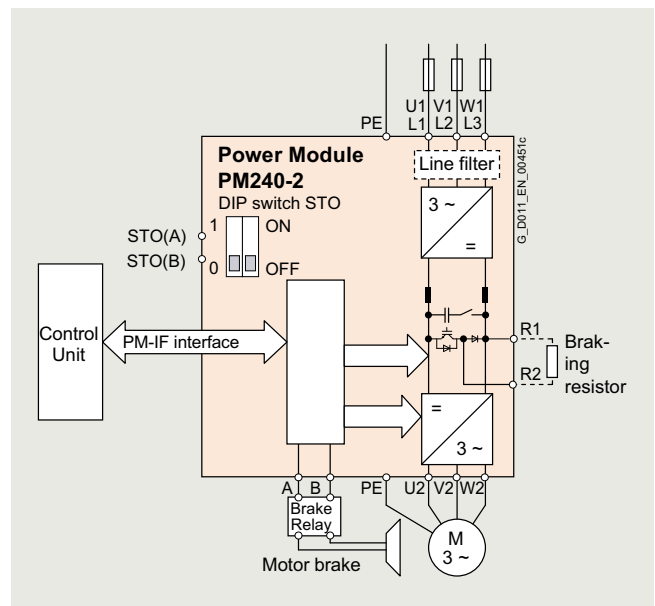 U1 V1 W1
PE L1 L2 L3
Power Module
PM240-2
Line filter
DIP switch STO
G_D011_EN_00451c
1 ON
STO(A)
STO(B)
0 OFF
3 ~
=
Control
Unit
PM-IF interface
R1
R2
Brak-
ing
resistor
=
3 ~
A B PE U2 V2 W2
Brake
Relay
Motor brake
M
3 ~